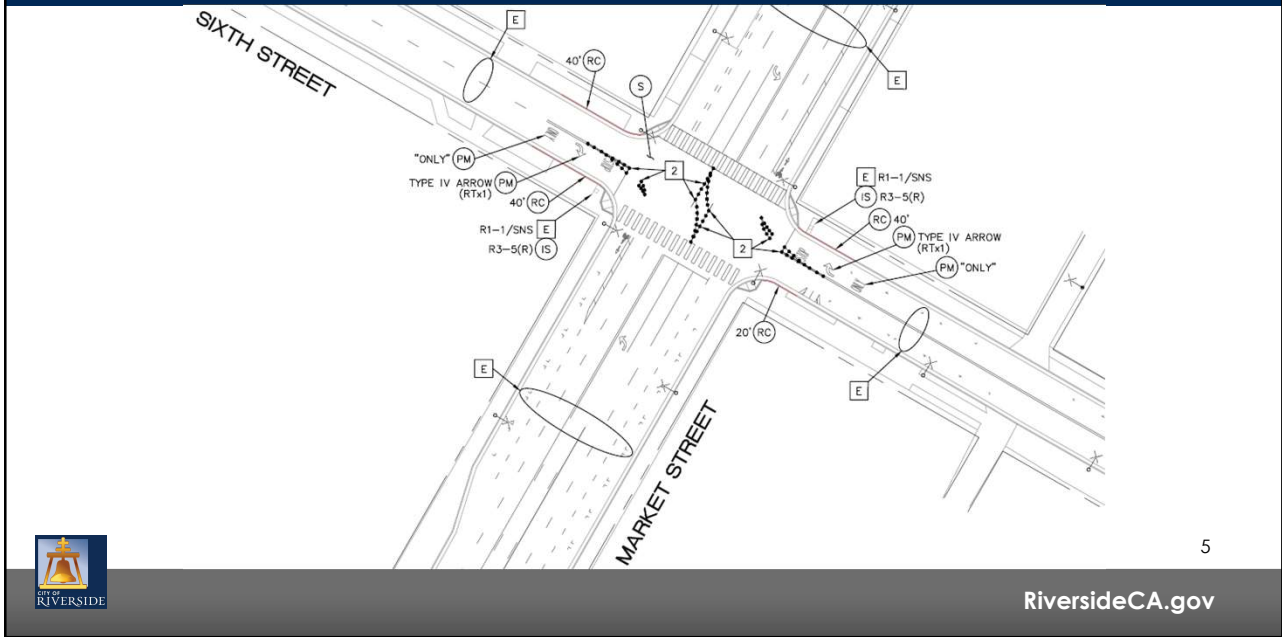 SIXTH STREET
E
40' RC
S
E
"ONLY" PM
TYPE IV ARROW PM
(RTx1)
40' RC
R1-1/SNS E
R3-5(R) IS
2
2
E R1-1/SNS
IS R3-5(R)
RC 40'
PM TYPE IV ARROW
(RTx1)
PM "ONLY"
20' RC
E
E
MARKET STREET
5
CITY OF
RIVERSIDE
RiversideCA.gov